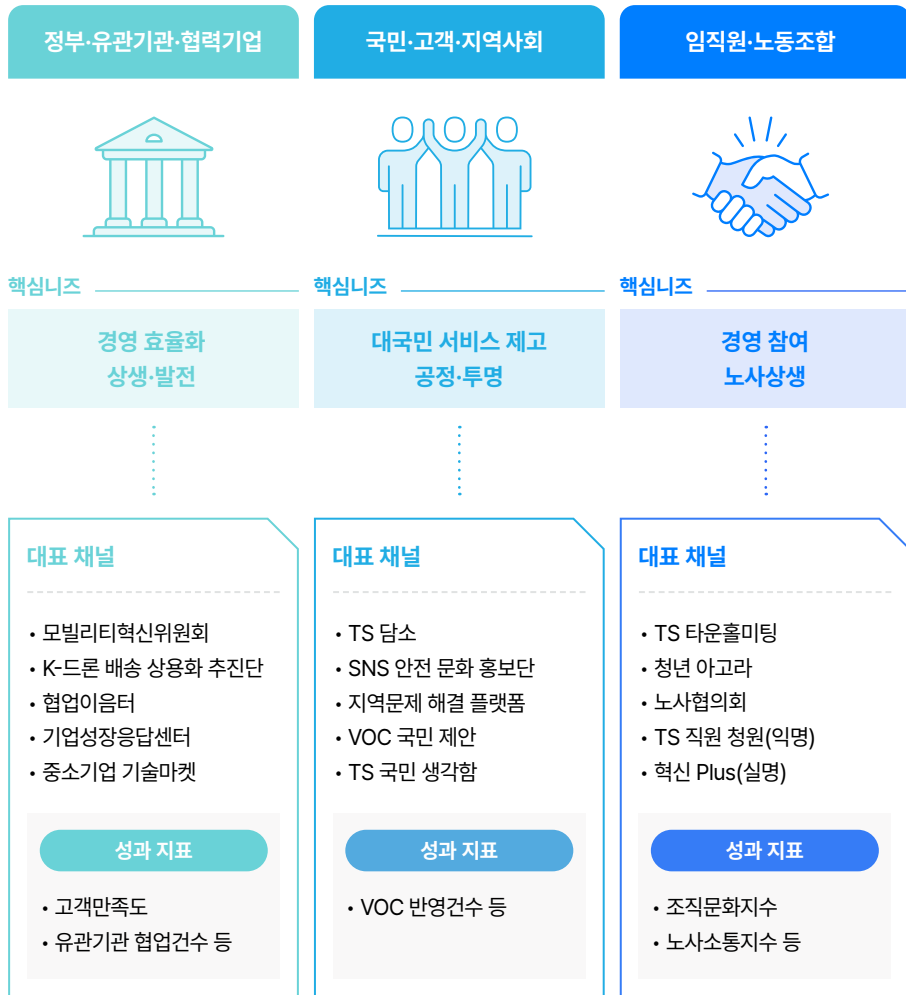 정부·유관기관·협력기업
핵심니즈
경영 효율화
상생·발전
대표 채널
• 모빌리티혁신위원회
• K-드론 배송 상용화 추진단
• 협업이음터
• 기업성장응답센터
• 중소기업 기술마켓
성과 지표
• 고객만족도
• 유관기관 협업건수 등
국민·고객·지역사회
핵심니즈
대국민 서비스 제고
공정·투명
대표 채널
• TS 담소
• SNS 안전 문화 홍보단
• 지역문제 해결 플랫폼
• VOC 국민 제안
• TS 국민 생각함
성과 지표
• VOC 반영건수 등
임직원·노동조합
핵심니즈
경영 참여
노사상생
대표 채널
• TS 타운홀미팅
• 청년 아고라
• 노사협의회
• TS 직원 청원(익명)
• 혁신 Plus(실명)
성과 지표
• 조직문화지수
• 노사소통지수 등